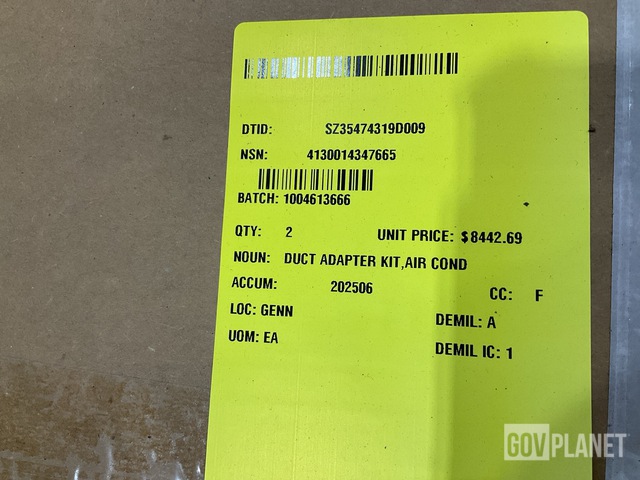 DTID: SZ35474319D009
NSN: 4130014347665
BATCH: 1004613666
QTY: 2 UNIT PRICE: $8442.69
NOUN: DUCT ADAPTER KIT,AIR COND
ACCUM: 202506
CC: F
LOC: GENN
DEMIL: A
UOM: EA
DEMIL IC: 1
GOVPLANET